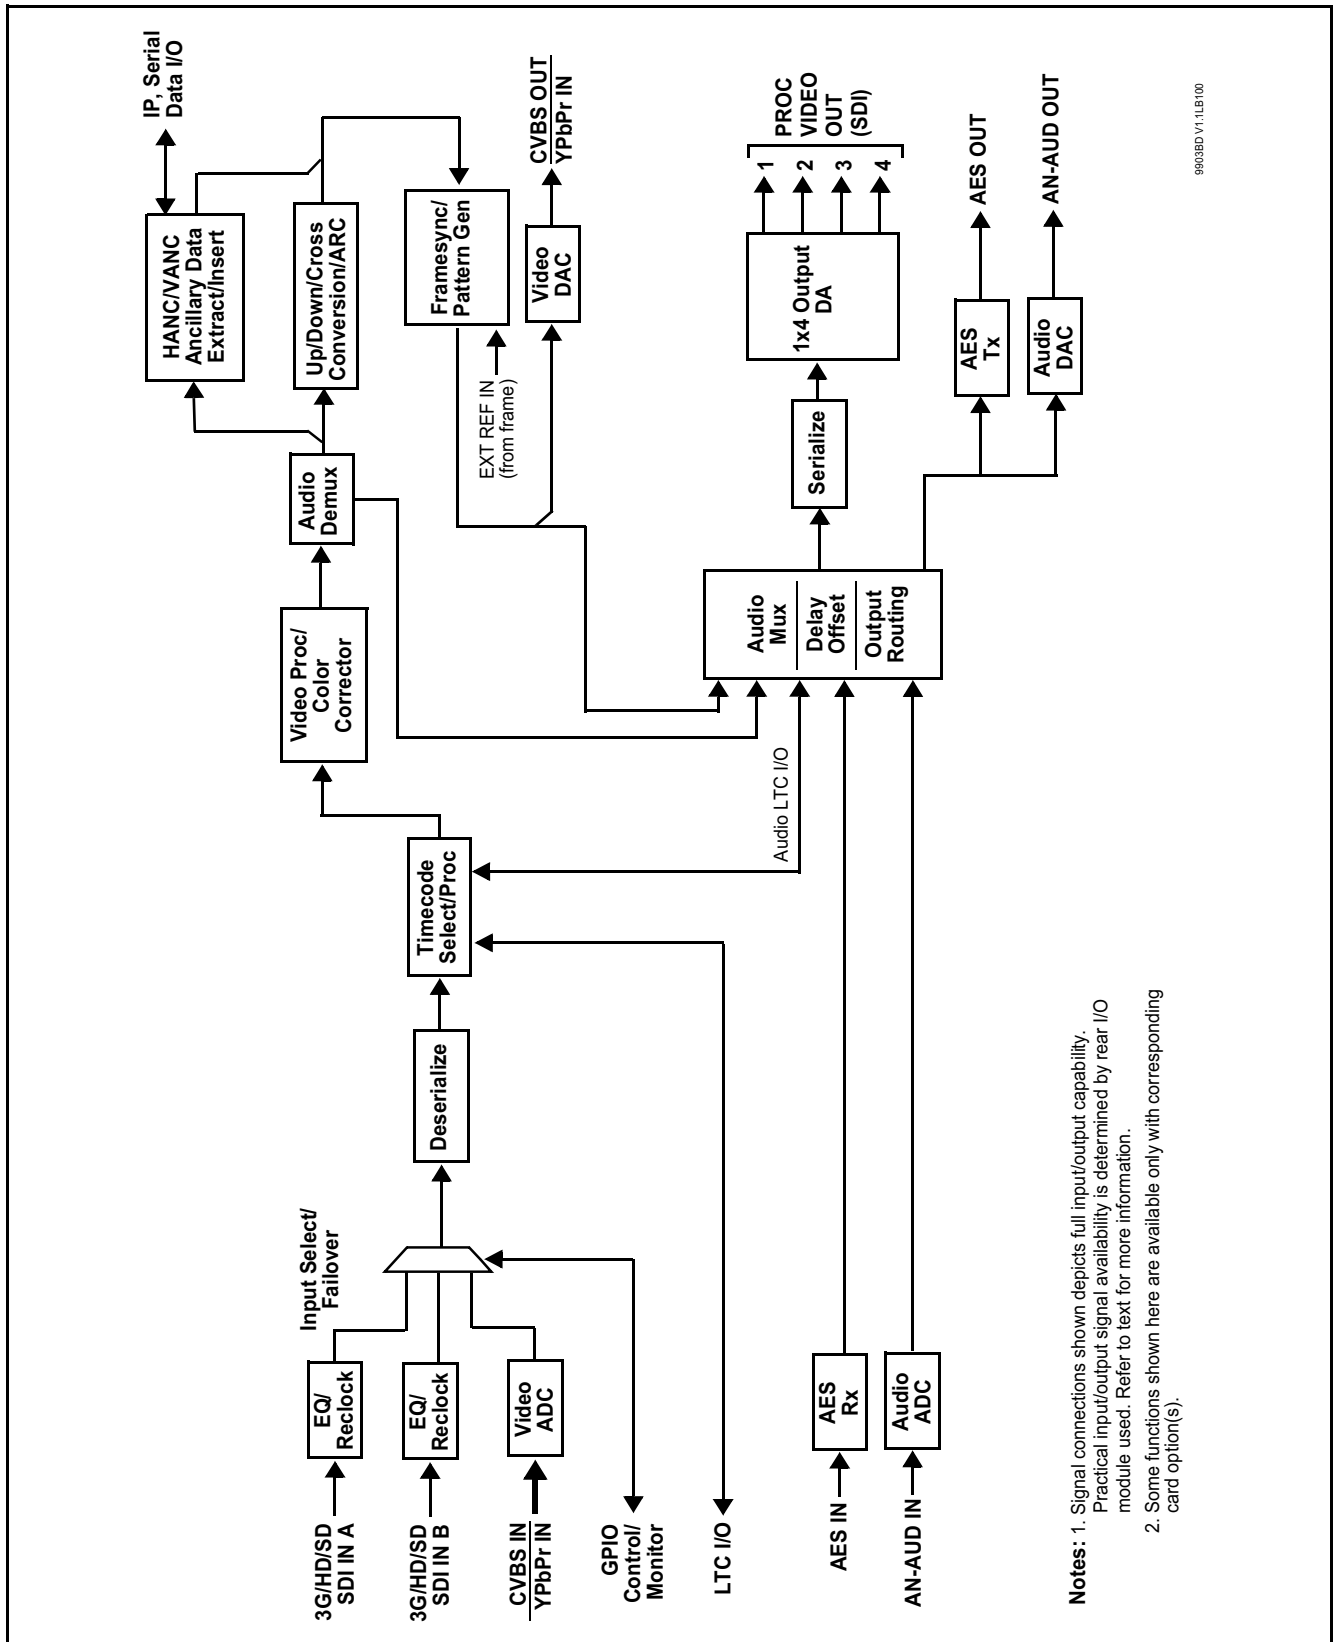 IP, Serial
Data I/O
HANC/VANC
Ancillary Data
Extract/Insert
Up/Down/Cross
Conversion/ARC
Framesync/
Pattern Gen
CVBS OUT
YPbPr IN
Video
DAC
EXT REF IN
(from frame)
Audio
Demux
Video Proc/
Color
Corrector
Timecode
Select/Proc
Deserialize
Input Select/
Failover
EQ/
Reclock
3G/HD/SD
SDI IN A
EQ/
Reclock
3G/HD/SD
SDI IN B
Video
ADC
CVBS IN
YPbPr IN
GPIO
Control/
Monitor
LTC I/O
Audio LTC I/O
AES
Rx
AES IN
Audio
ADC
AN-AUD IN
Audio
Mux
Delay
Offset
Output
Routing
Serialize
1x4 Output
DA
1
2
3
4
PROC
VIDEO
OUT
(SDI)
AES
Tx
AES OUT
Audio
DAC
AN-AUD OUT
Notes: 1. Signal connections shown depicts full input/output capability.
Practical input/output signal availability is determined by rear I/O
module used. Refer to text for more information.
2. Some functions shown here are available only with corresponding
card option(s).
9903BD V1.1LB100